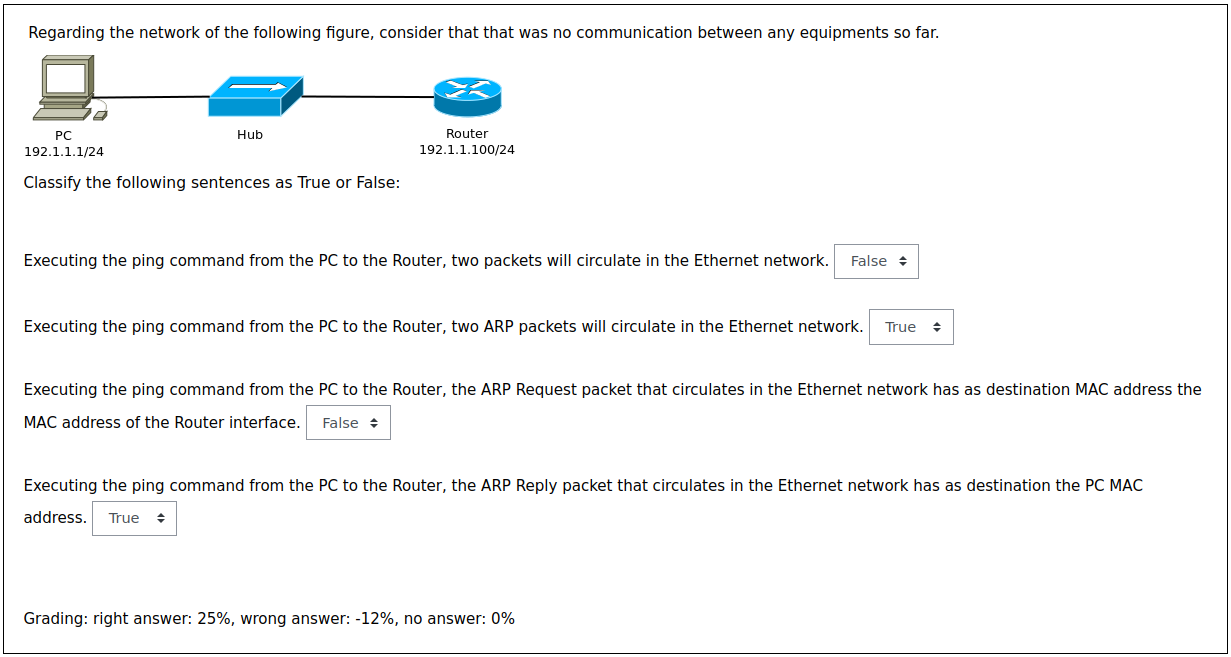 Regarding the network of the following figure, consider that that was no communication between any equipments so far.
PC
192.1.1.1/24
Hub
Router
192.1.1.100/24
Classify the following sentences as True or False:
Executing the ping command from the PC to the Router, two packets will circulate in the Ethernet network. False
Executing the ping command from the PC to the Router, two ARP packets will circulate in the Ethernet network. True
Executing the ping command from the PC to the Router, the ARP Request packet that circulates in the Ethernet network has as destination MAC address the
MAC address of the Router interface. False
Executing the ping command from the PC to the Router, the ARP Reply packet that circulates in the Ethernet network has as destination the PC MAC
address. True
Grading: right answer: 25%, wrong answer: -12%, no answer: 0%